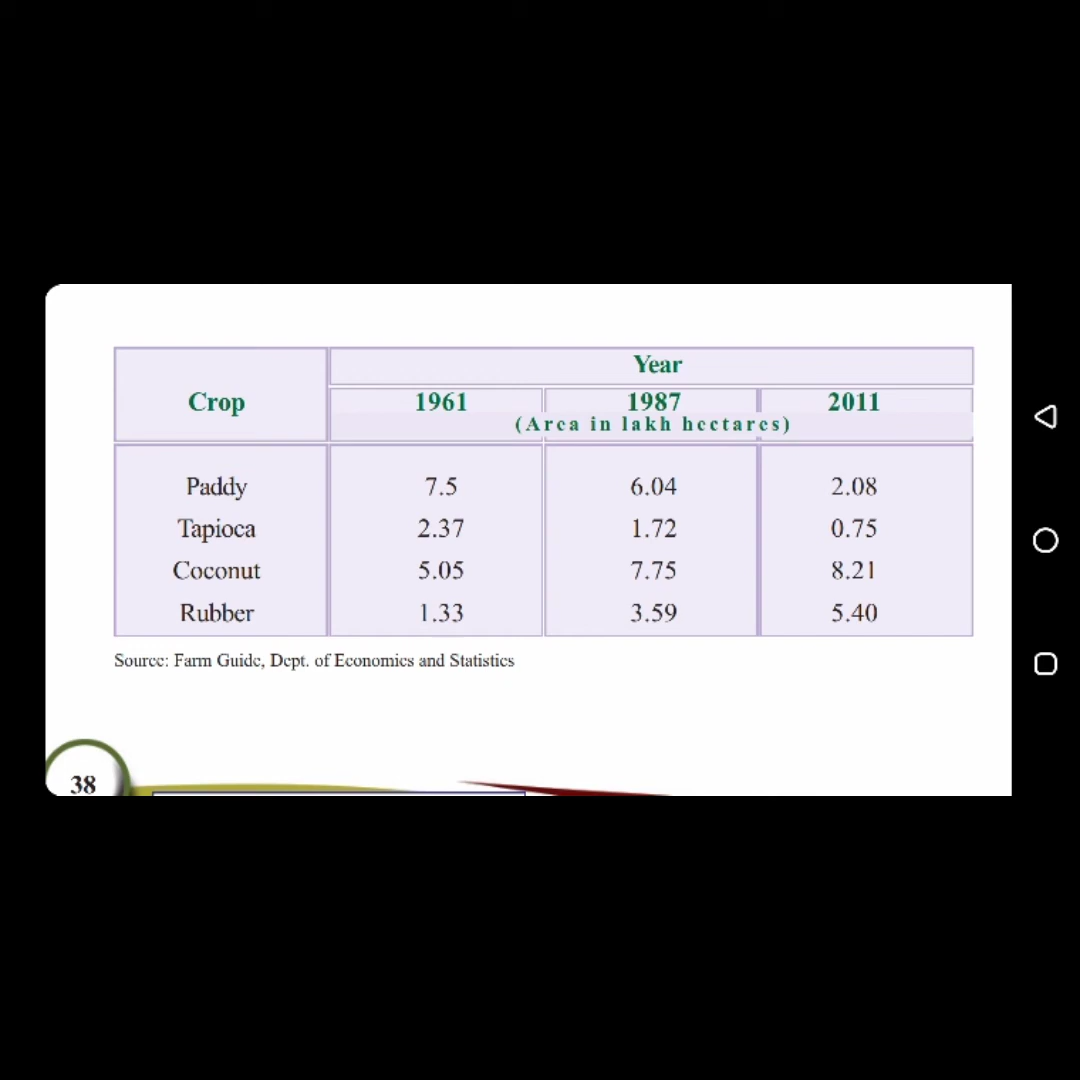 Year
Crop 1961 1987 2011
(Area in lakh hectares)
Paddy 7.5 6.04 2.08
Tapioca 2.37 1.72 0.75
Coconut 5.05 7.75 8.21
Rubber 1.33 3.59 5.40
Source: Farm Guide, Dept. of Economics and Statistics
38